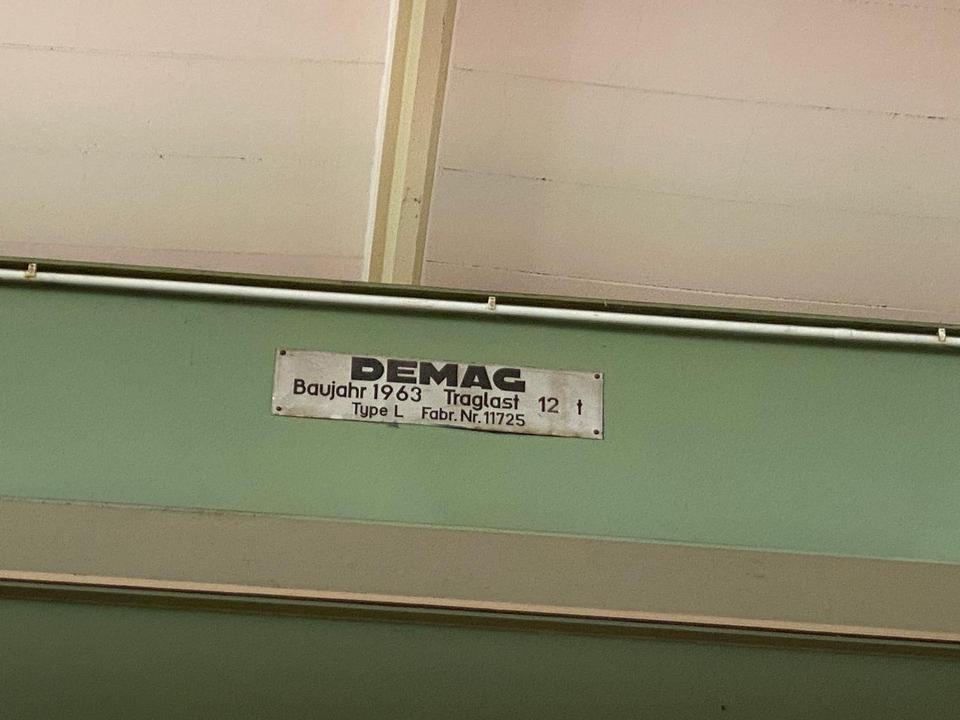 DEMAG
Baujahr 1963 Traglast 12 t
Type L Fabr. Nr. 11725